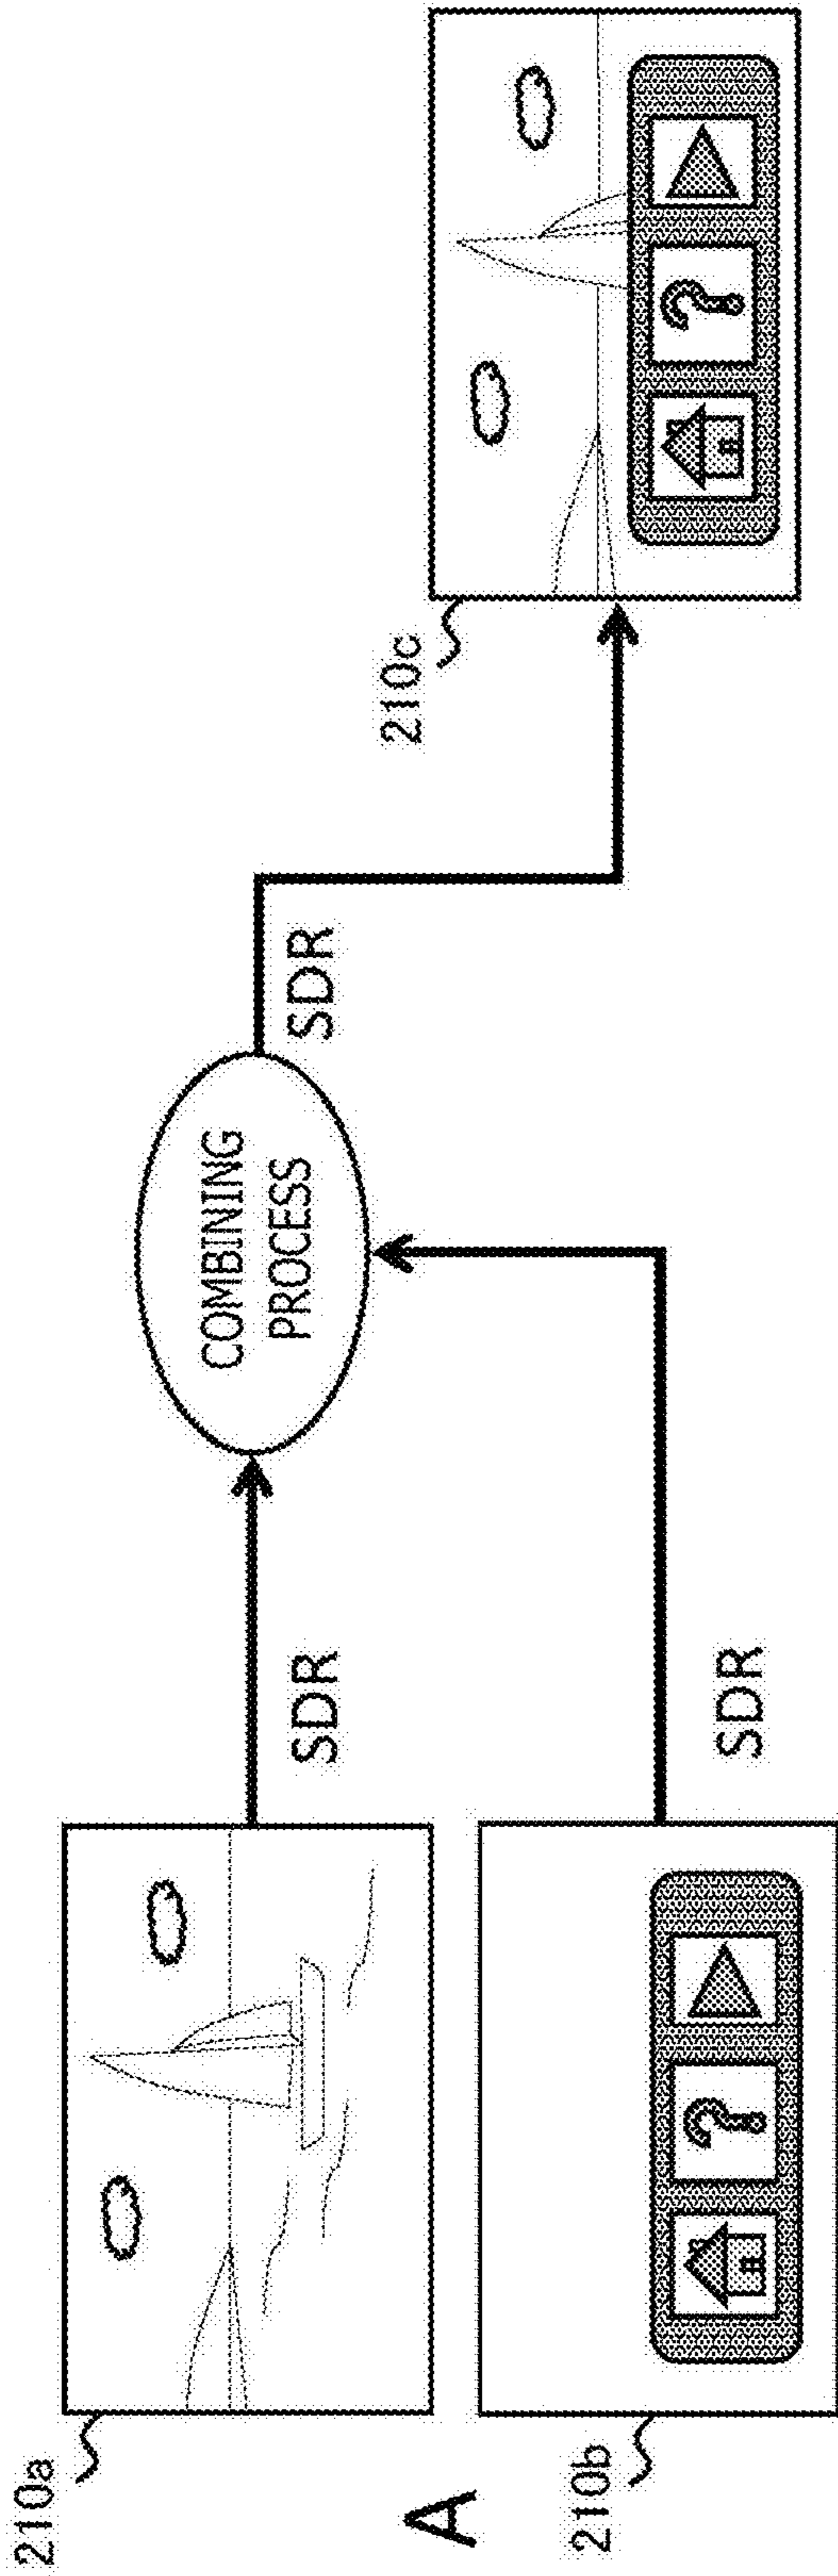 210a
A
210b
SDR
SDR
COMBINING
PROCESS
SDR
210c
?
?